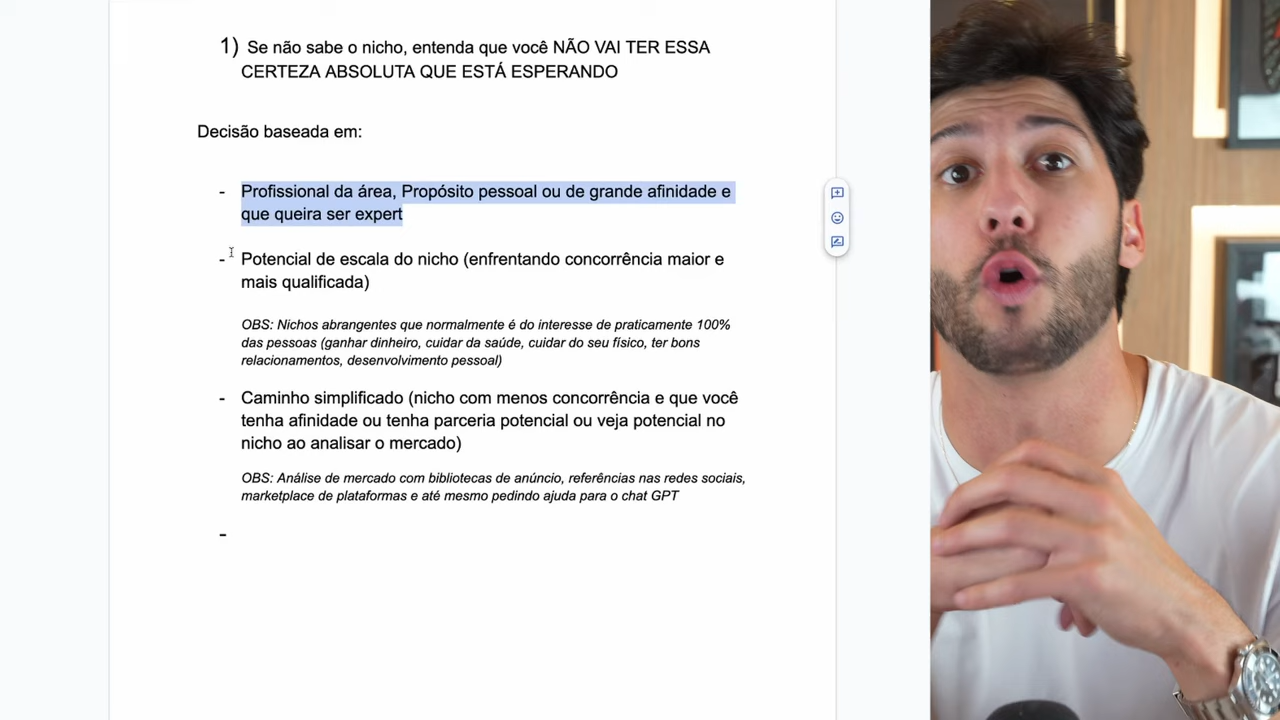 1) Se não sabe o nicho, entenda que você NÃO VAI TER ESSA
CERTEZA ABSOLUTA QUE ESTÁ ESPERANDO
Decisão baseada em:
- Profissional da área, Propósito pessoal ou de grande afinidade e
que queira ser expert
- Potencial de escala do nicho (enfrentando concorrência maior e
mais qualificada)
OBS: Nichos abrangentes que normalmente é do interesse de praticamente 100%
das pessoas (ganhar dinheiro, cuidar da saúde, cuidar do seu físico, ter bons
relacionamentos, desenvolvimento pessoal)
- Caminho simplificado (nicho com menos concorrência e que você
tenha afinidade ou tenha parceria potencial ou veja potencial no
nicho ao analisar o mercado)
OBS: Análise de mercado com bibliotecas de anúncio, referências nas redes sociais,
marketplace de plataformas e até mesmo pedindo ajuda para o chat GPT
-